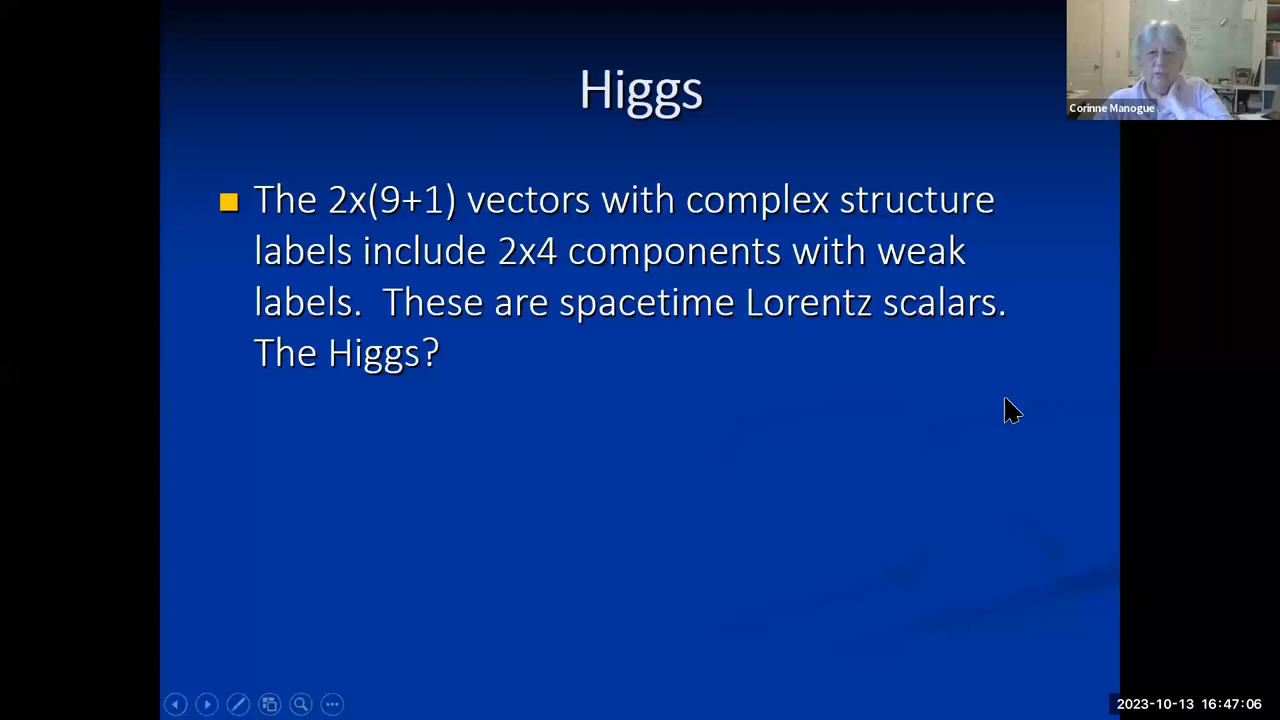 Higgs
The 2x(9+1) vectors with complex structure
labels include 2x4 components with weak
labels.  These are spacetime Lorentz scalars.
The Higgs?
Corinne Manogue
2023-10-13 16:47:06